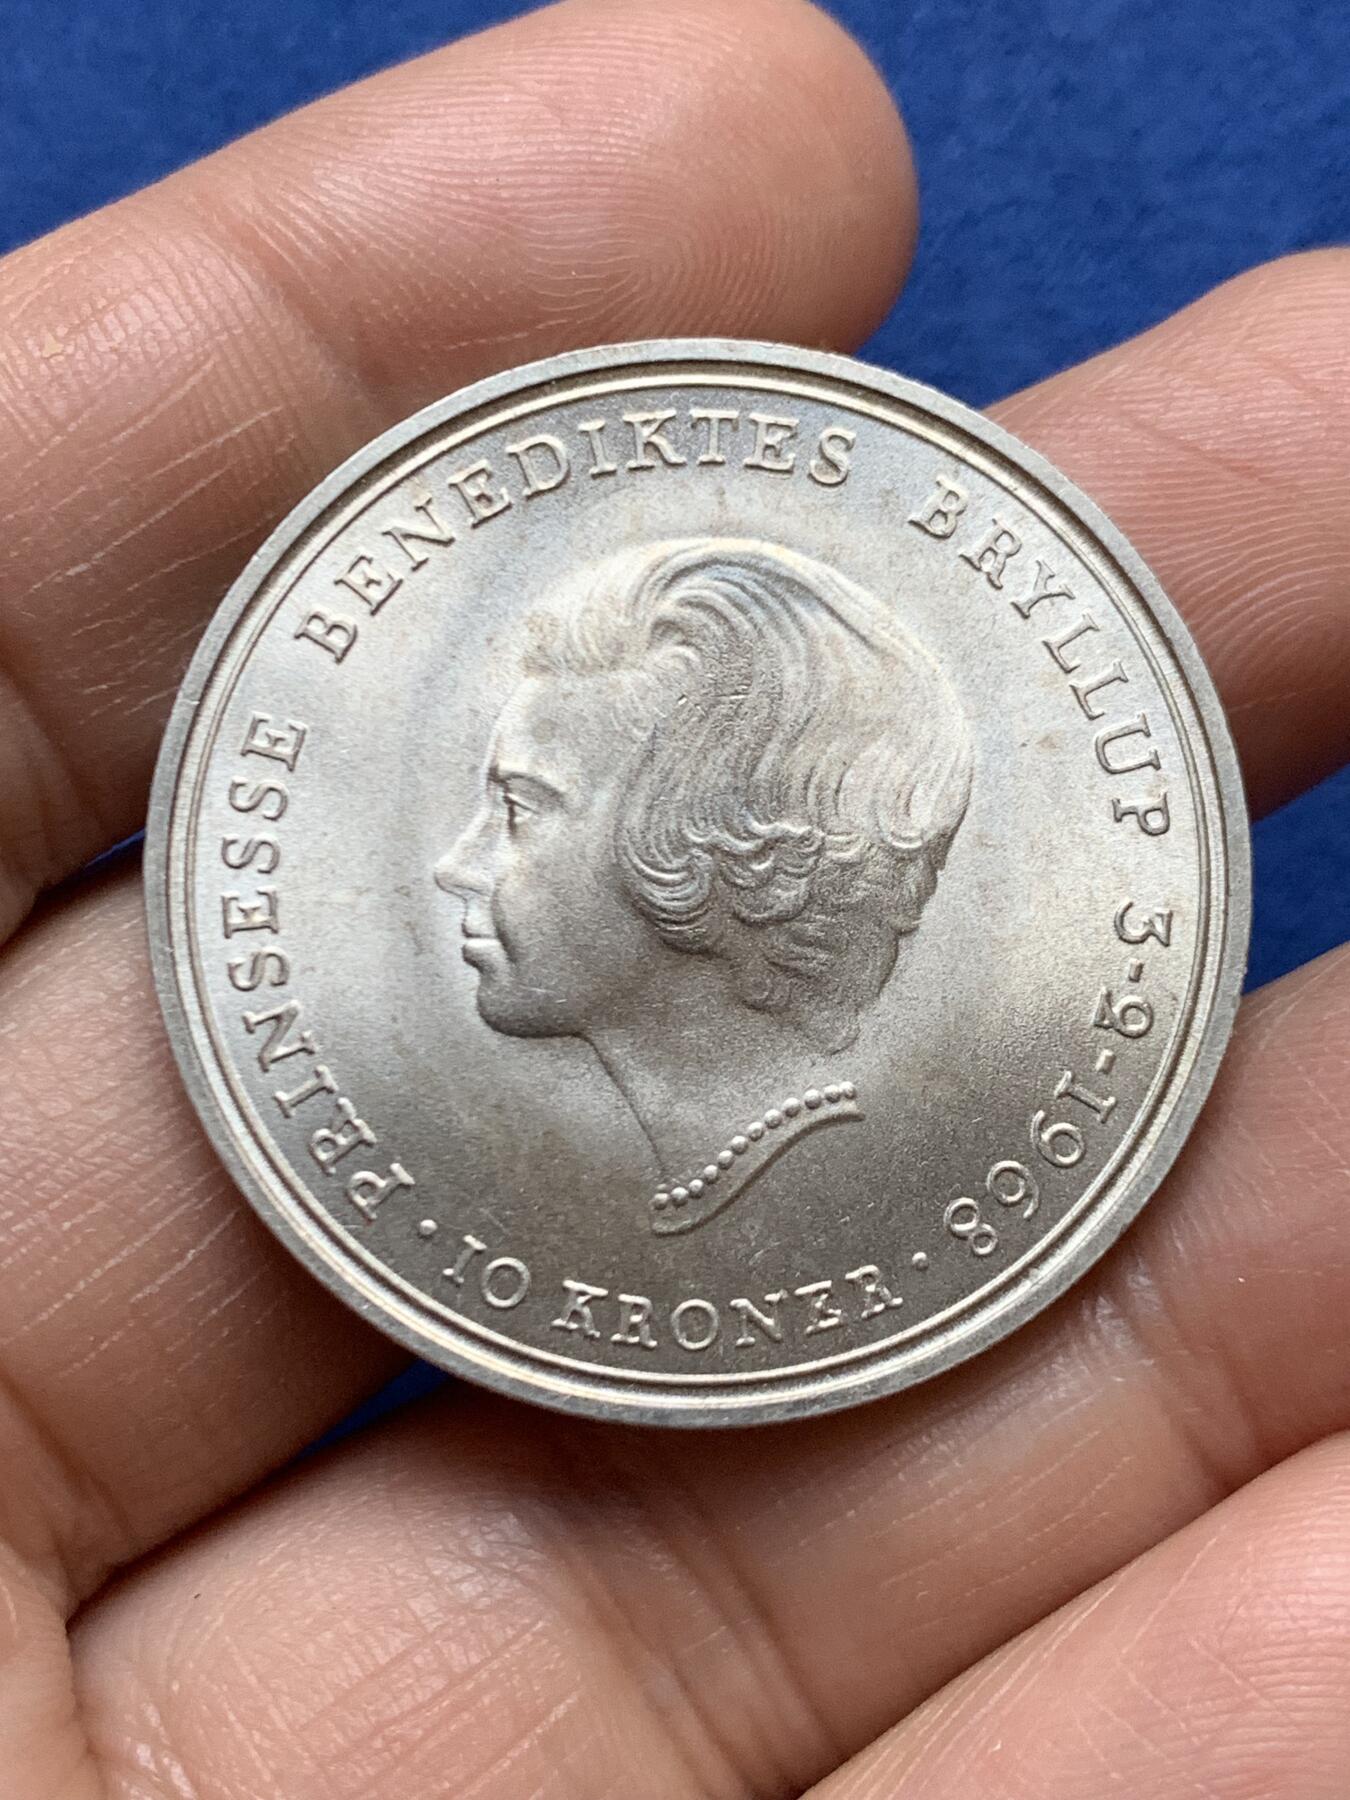 PRINSESSE BENEDIKTES BRYLLUP 3-2-1968
· 10 KRONER ·